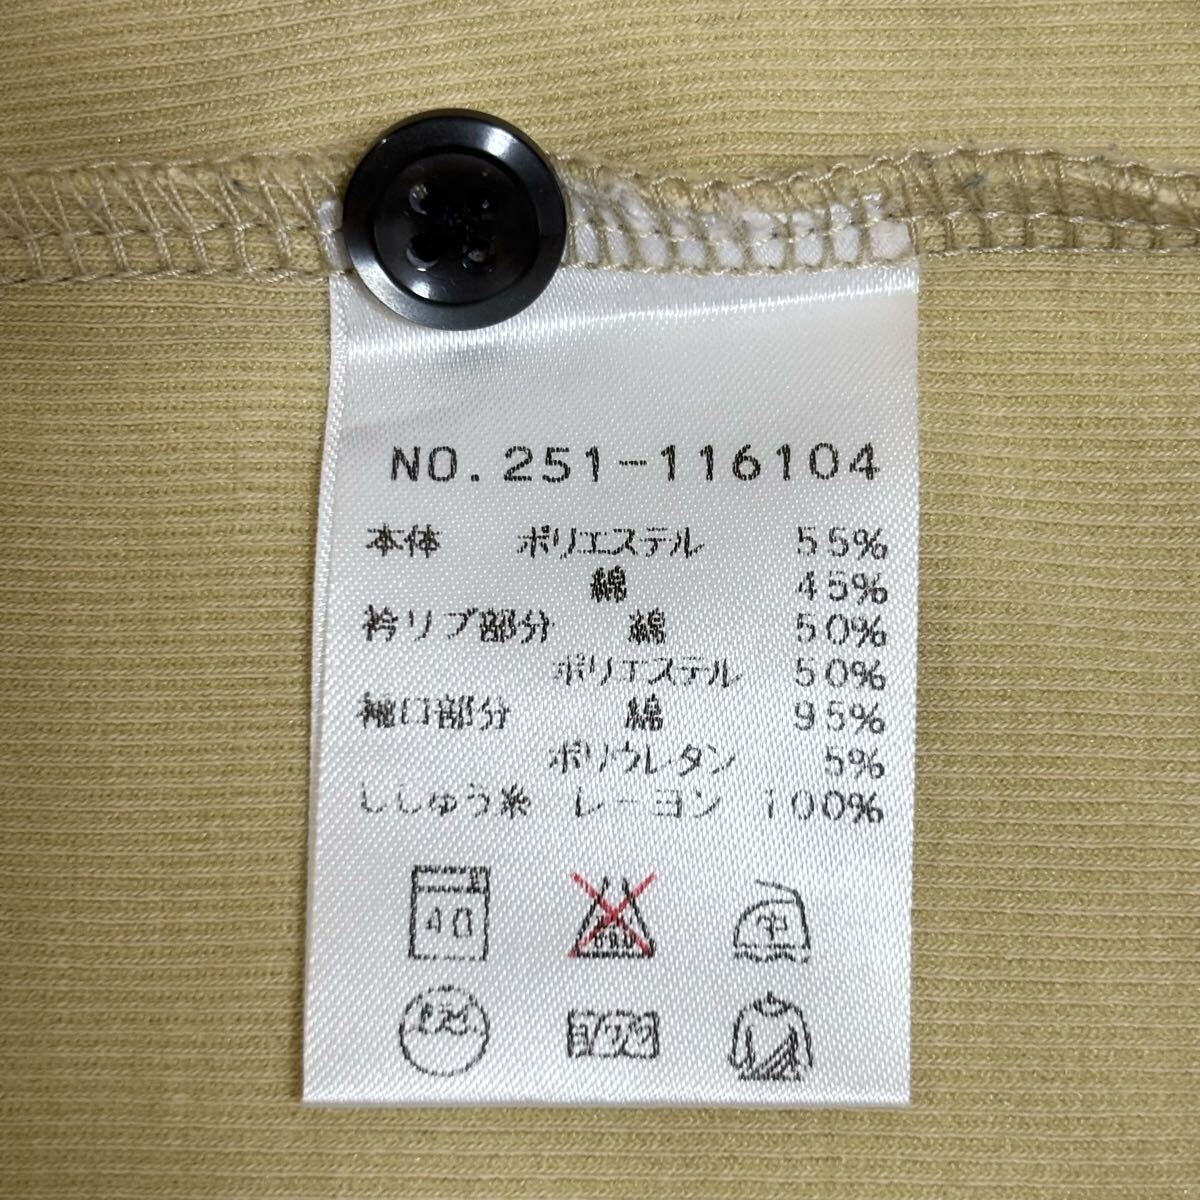 NO.251-116104
本体 ポリエステル 55%
綿 45%
衿リブ部分 綿 50%
ポリエステル 50%
袖口部分 綿 95%
ポリウレタン 5%
ししゅう糸 レーヨン 100%
40
中